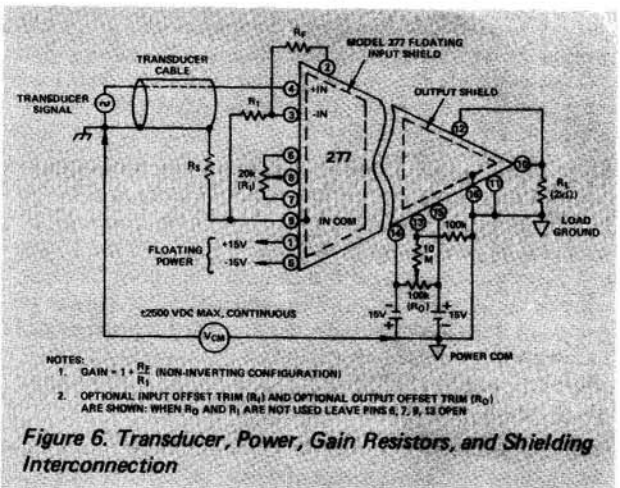 RF
MODEL 277 FLOATING
INPUT SHIELD
TRANSDUCER
CABLE
OUTPUT SHIELD
2
TRANSDUCER
SIGNAL
4
+IN
R1
3
-IN
12
277
6
20k
(RI)
8
7
10
RS
RL
(2kΩ)
16
11
5
IN COM
15
14
13
100k
LOAD
GROUND
FLOATING
POWER
+15V
1
-15V
10
M
100k
(RO)
±2500 VDC MAX, CONTINUOUS
15V
15V
VCM
POWER COM
NOTES:
1. GAIN = 1 + RF/R1 (NON-INVERTING CONFIGURATION)
2. OPTIONAL INPUT OFFSET TRIM (RI) AND OPTIONAL OUTPUT OFFSET TRIM (RO)
ARE SHOWN: WHEN RO AND RI ARE NOT USED LEAVE PINS 6, 7, 8, 13 OPEN
Figure 6. Transducer, Power, Gain Resistors, and Shielding
Interconnection